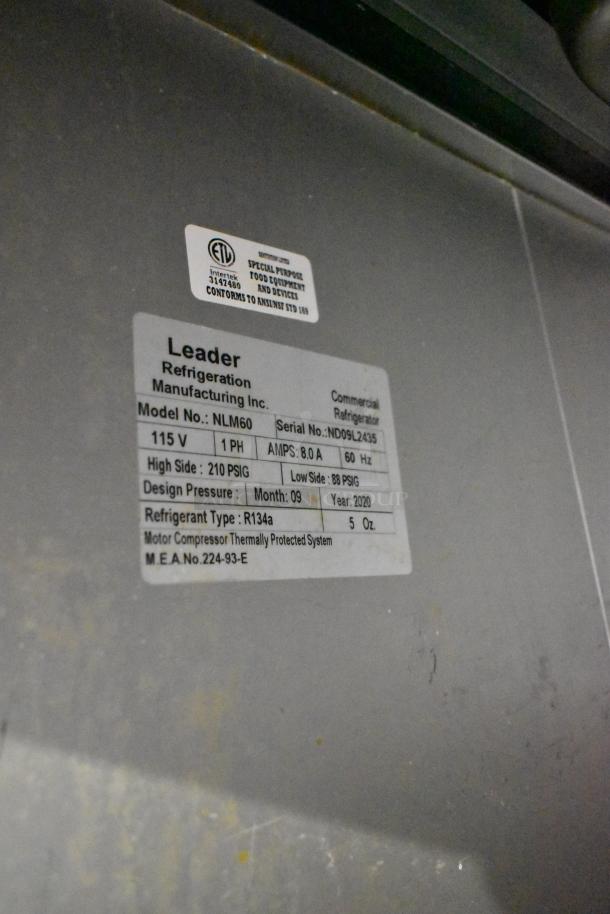 ETL
Intertek
3147480
SANITATION LISTED
SPECIAL PURPOSE
FOOD EQUIPMENT
AND DEVICES
CONFORMS TO ANSI/NSF STD 169
Leader
Refrigeration
Manufacturing Inc.
Commercial
Refrigerator
Model No.: NLM60 Serial No.:ND09L2435
115 V 1 PH AMPS: 8.0 A 60 Hz
High Side : 210 PSIG Low Side : 88 PSIG
Design Pressure : Month: 09 Year: 2020
Refrigerant Type : R134a 5 Oz.
Motor Compressor Thermally Protected System
M.E.A.No.224-93-E
GROUP